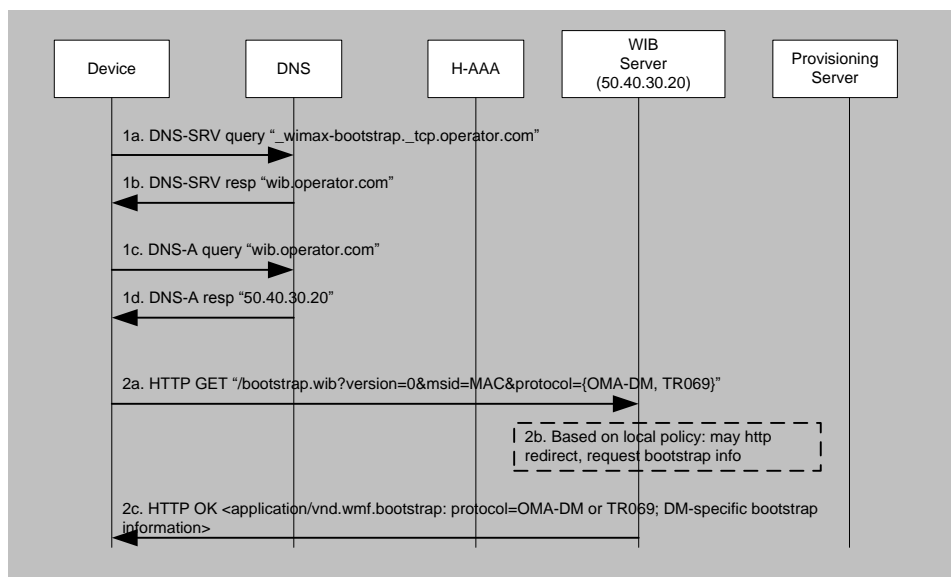 Device
DNS
H-AAA
WIB
Server
(50.40.30.20)
Provisioning
Server
1a. DNS-SRV query “_wimax-bootstrap._tcp.operator.com”
1b. DNS-SRV resp “wib.operator.com”
1c. DNS-A query “wib.operator.com”
1d. DNS-A resp “50.40.30.20”
2a. HTTP GET “/bootstrap.wib?version=0&msid=MAC&protocol={OMA-DM, TR069}”
2b. Based on local policy: may http
redirect, request bootstrap info
2c. HTTP OK <application/vnd.wmf.bootstrap: protocol=OMA-DM or TR069; DM-specific bootstrap
information>